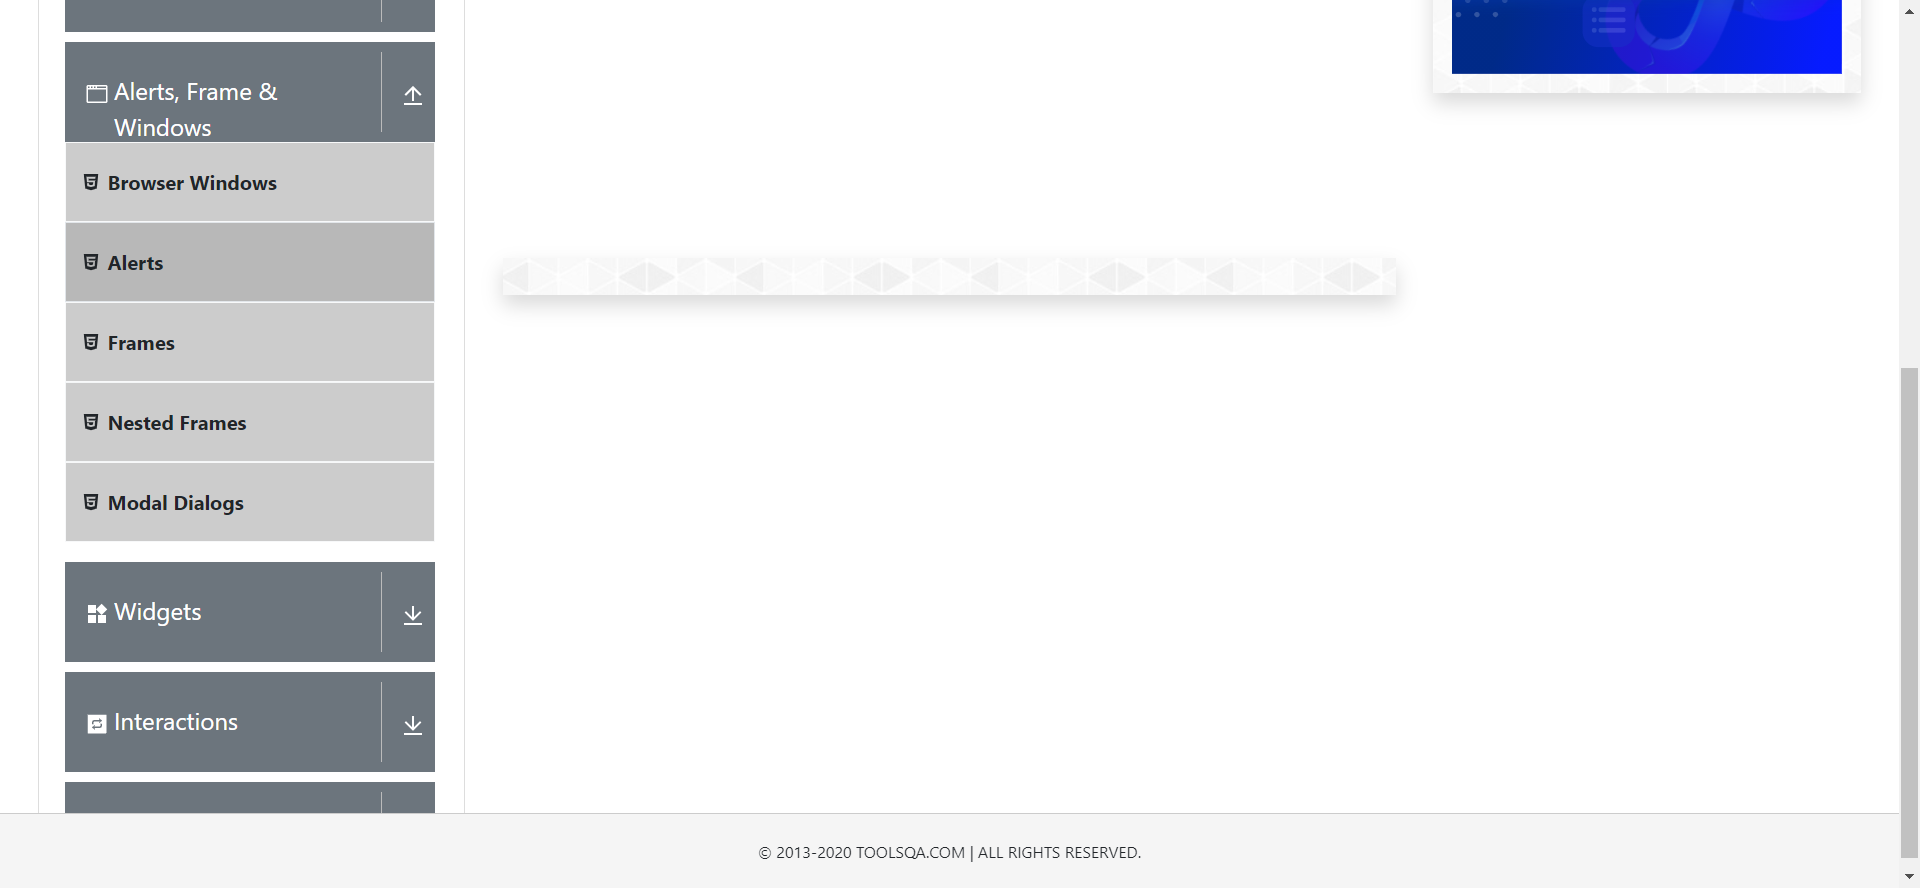 Alerts, Frame &
Windows
Browser Windows
Alerts
Frames
Nested Frames
Modal Dialogs
Widgets
Interactions
© 2013-2020 TOOLSQA.COM | ALL RIGHTS RESERVED.